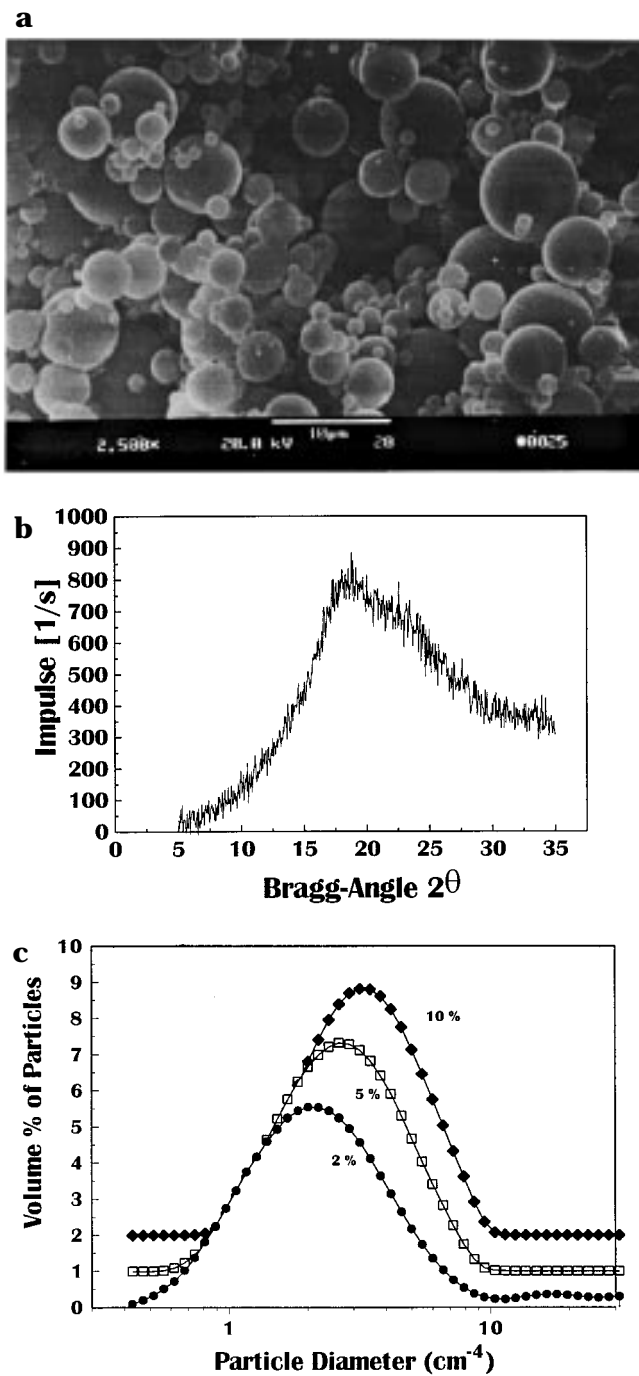 a
2.500× 20.0 kV 10µm 20 #0025
b
1000
900
800
700
600
500
400
300
200
100
0
Impulse [1/s]
0 5 10 15 20 25 30 35
Bragg-Angle 2θ
c
10
9
8
7
6
5
4
3
2
1
0
Volume % of Particles
10 %
5 %
2 %
1 10
Particle Diameter (cm⁻⁴)